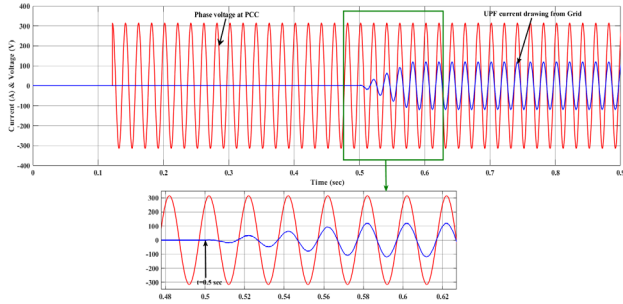 Phase voltage at PCC
UPF current drawing from Grid
Current (A) & Voltage (V)
400
300
200
100
0
-100
-200
-300
-400
0 0.1 0.2 0.3 0.4 0.5 0.6 0.7 0.8 0.9
Time (sec)
300
200
100
0
-100
-200
-300
t=0.5 sec
0.48 0.5 0.52 0.54 0.56 0.58 0.6 0.62